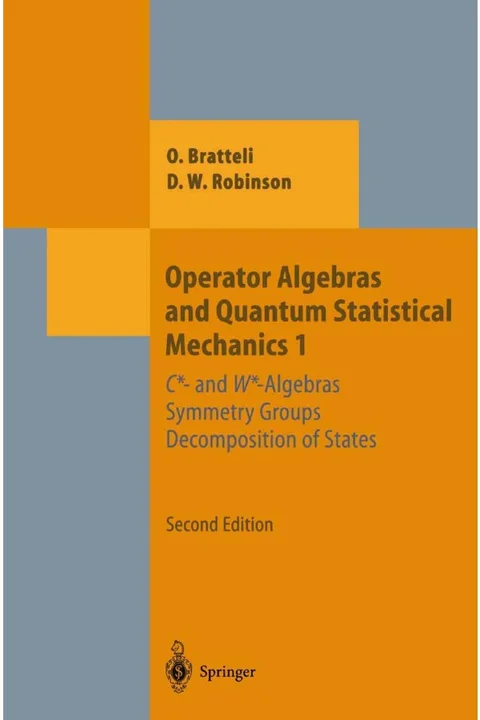 O. Bratteli
D. W. Robinson
Operator Algebras
and Quantum Statistical
Mechanics 1
C*- and W*-Algebras
Symmetry Groups
Decomposition of States
Second Edition
Springer